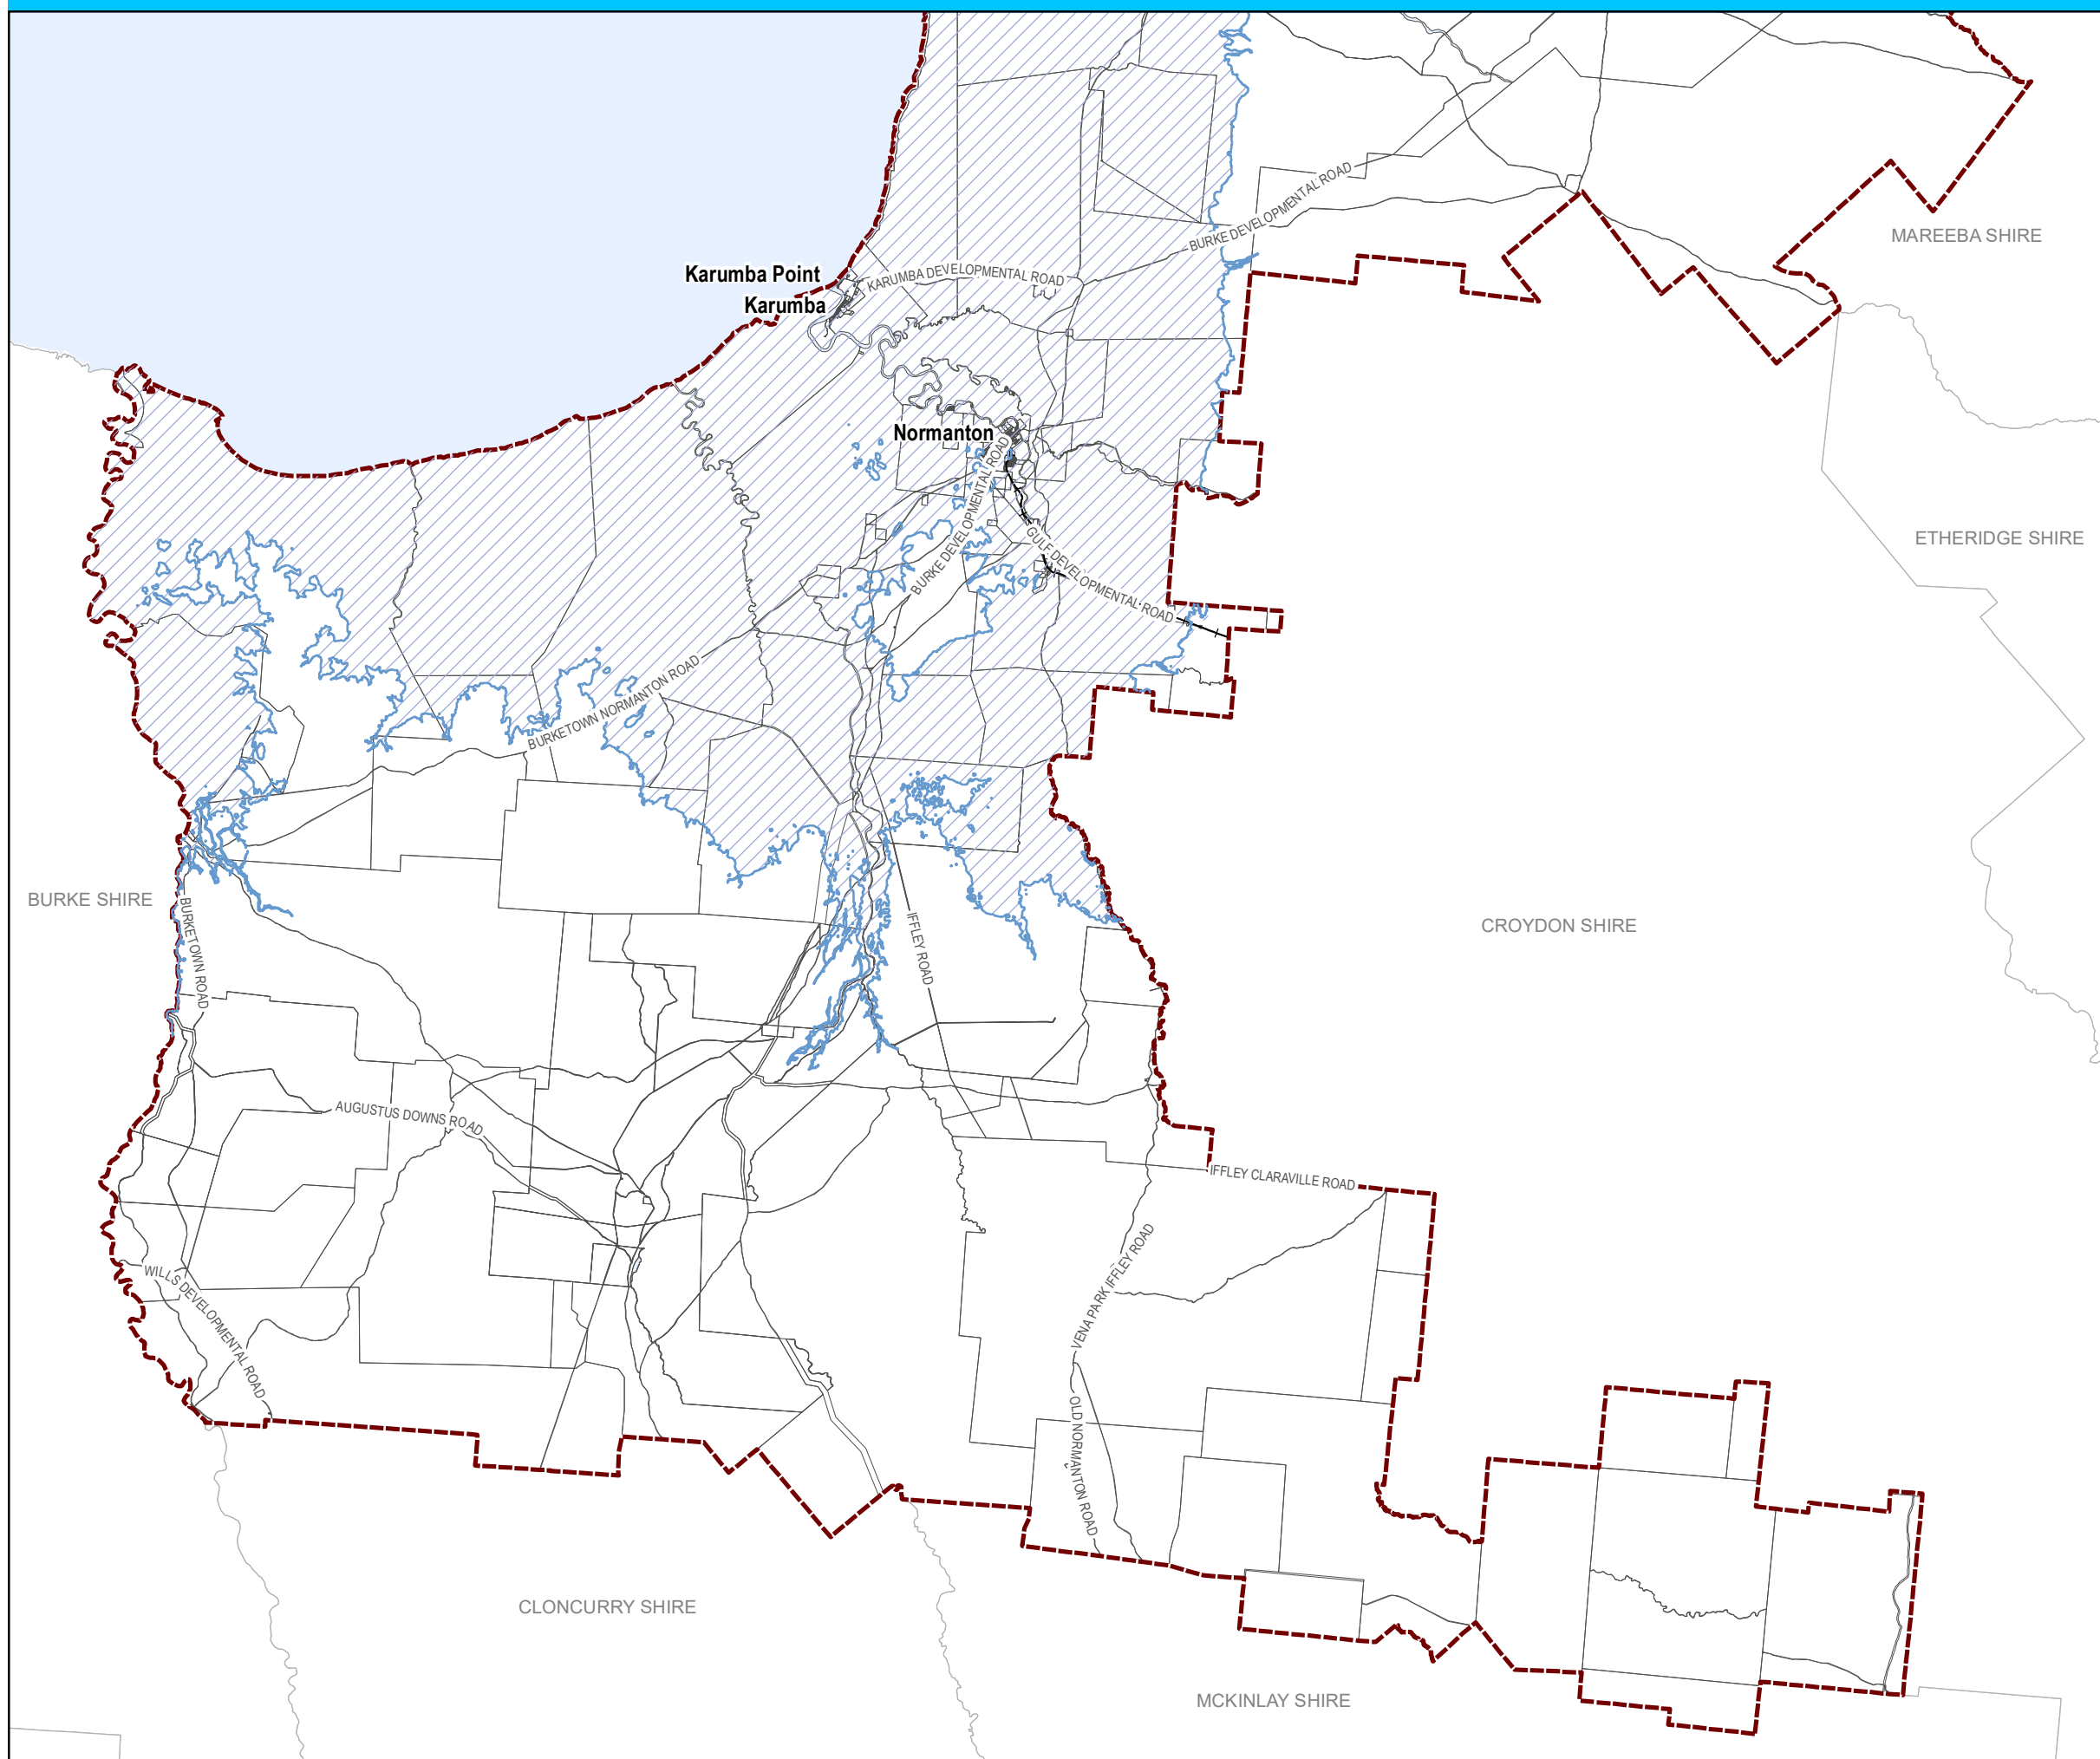 BURKE DEVELOPMENTAL ROAD
MAREEBA SHIRE
Karumba Point
KARUMBA DEVELOPMENTAL ROAD
Karumba
Normanton
BURKE DEVELOPMENTAL ROAD
GULF DEVELOPMENTAL ROAD
ETHERIDGE SHIRE
BURKETOWN NORMANTON ROAD
BURKE SHIRE
BURKETOWN ROAD
IFFLEY ROAD
CROYDON SHIRE
AUGUSTUS DOWNS ROAD
IFFLEY CLARAVILLE ROAD
VENA PARK IFFLEY ROAD
WILLS DEVELOPMENTAL ROAD
OLD NORMANTON ROAD
CLONCURRY SHIRE
MCKINLAY SHIRE